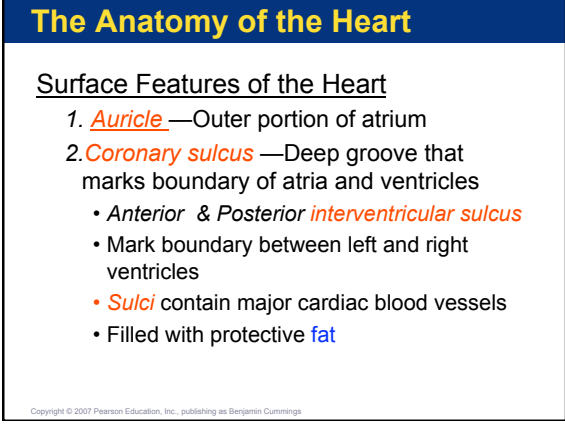 The Anatomy of the Heart
Surface Features of the Heart
1. Auricle —Outer portion of atrium
2.Coronary sulcus —Deep groove that
marks boundary of atria and ventricles
• Anterior & Posterior interventricular sulcus
• Mark boundary between left and right
ventricles
• Sulci contain major cardiac blood vessels
• Filled with protective fat
Copyright © 2007 Pearson Education, Inc., publishing as Benjamin Cummings